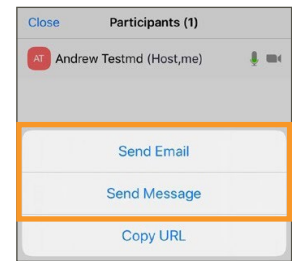 Close Participants (1)
AT Andrew Testmd (Host,me)
Send Email
Send Message
Copy URL